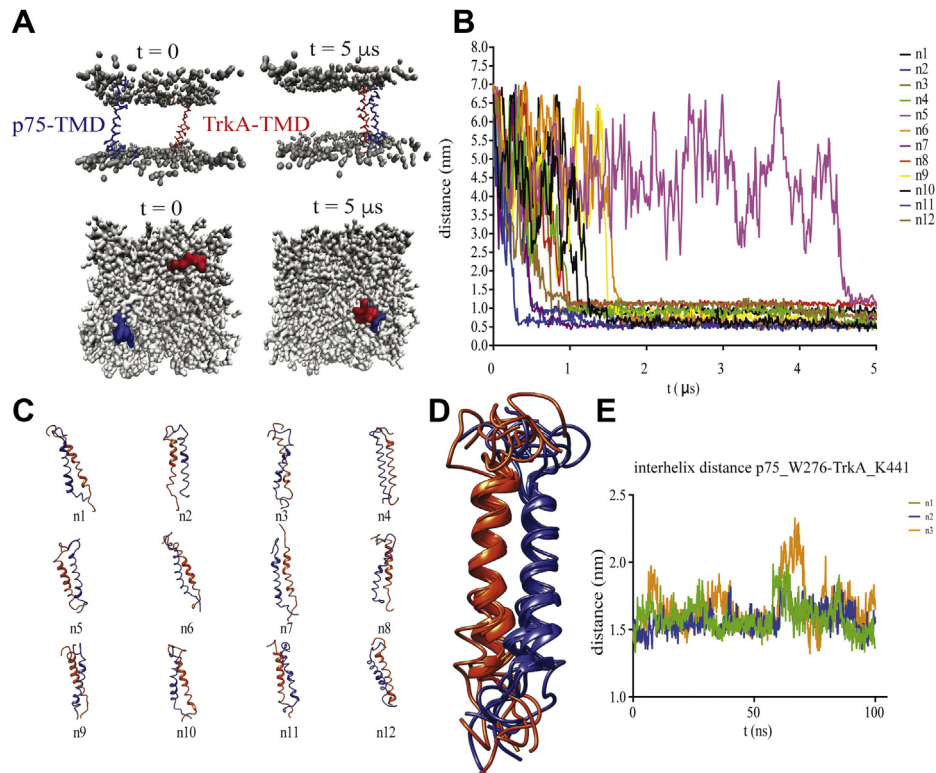 A
t = 0
t = 5 μs
p75-TMD
TrkA-TMD
t = 0
t = 5 μs
B
8.0
7.5
7.0
6.5
6.0
5.5
5.0
4.5
4.0
3.5
3.0
2.5
2.0
1.5
1.0
0.5
distance (nm)
0
1
2
3
4
5
t (μs)
n1
n2
n3
n4
n5
n6
n7
n8
n9
n10
n11
n12
C
n1
n2
n3
n4
n5
n6
n7
n8
n9
n10
n11
n12
D
E
interhelix distance p75_W276-TrkA_K441
2.5
2.0
1.5
1.0
distance (nm)
0
50
100
t (ns)
n1
n2
n3